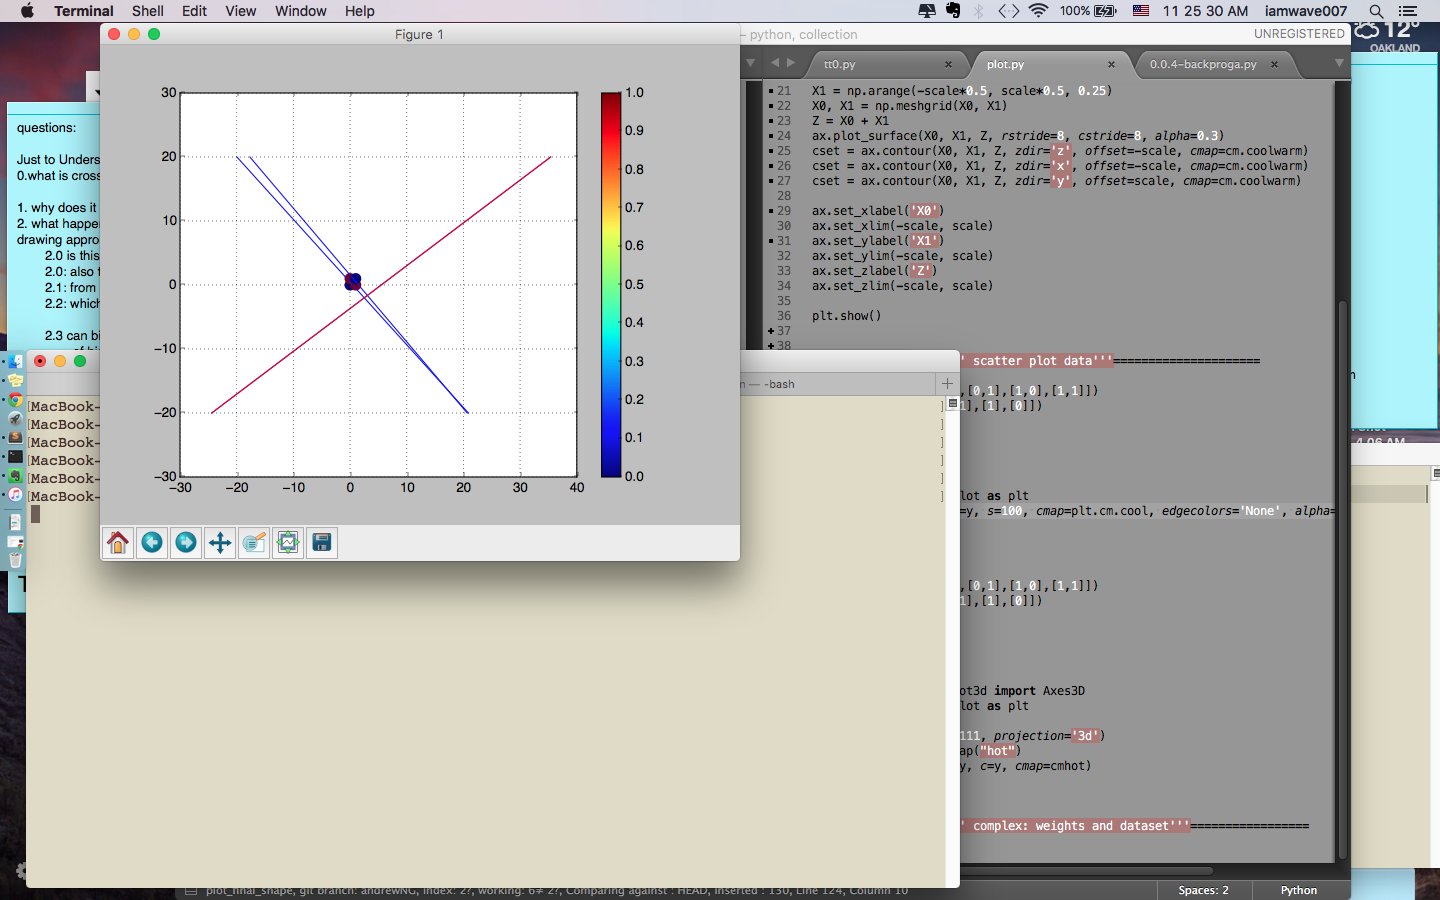 Terminal Shell Edit View Window Help
100% 11 25 30 AM iamwave007
Figure 1
– python, collection
UNREGISTERED
12°
OAKLAND
tt0.py × plot.py × 0.0.4-backproga.py ×
30
20
10
0
−10
−20
−30
−30 −20 −10 0 10 20 30 40
1.0
0.9
0.8
0.7
0.6
0.5
0.4
0.3
0.2
0.1
0.0
questions:
Just to Unders
0.what is cross
1. why does it
2. what happe
drawing appro
2.0 is this
2.0: also
2.1: from
2.2: which
2.3 can bi
21 X1 = np.arange(-scale*0.5, scale*0.5, 0.25)
22 X0, X1 = np.meshgrid(X0, X1)
23 Z = X0 + X1
24 ax.plot_surface(X0, X1, Z, rstride=8, cstride=8, alpha=0.3)
25 cset = ax.contour(X0, X1, Z, zdir='z', offset=-scale, cmap=cm.coolwarm)
26 cset = ax.contour(X0, X1, Z, zdir='x', offset=-scale, cmap=cm.coolwarm)
27 cset = ax.contour(X0, X1, Z, zdir='y', offset=scale, cmap=cm.coolwarm)
28
29 ax.set_xlabel('X0')
30 ax.set_xlim(-scale, scale)
31 ax.set_ylabel('X1')
32 ax.set_ylim(-scale, scale)
33 ax.set_zlabel('Z')
34 ax.set_zlim(-scale, scale)
35
36 plt.show()
37
38
' scatter plot data'''=====================
,[0,1],[1,0],[1,1]])
],[1],[0]])
lot as plt
=y, s=100, cmap=plt.cm.cool, edgecolors='None', alpha=
,[0,1],[1,0],[1,1]])
],[1],[0]])
ot3d import Axes3D
lot as plt
111, projection='3d')
ap("hot")
y, c=y, cmap=cmhot)
' complex: weights and dataset'''=================
— -bash
[MacBook- ]
[MacBook- ]
[MacBook- ]
[MacBook- ]
[MacBook- ]
[MacBook- ]
4.06 AM
plot_final_shape, git branch: andrewNG, index: 2?, working: 6≠ 2?, Comparing against : HEAD, Inserted : 130, Line 124, Column 10
Spaces: 2 Python